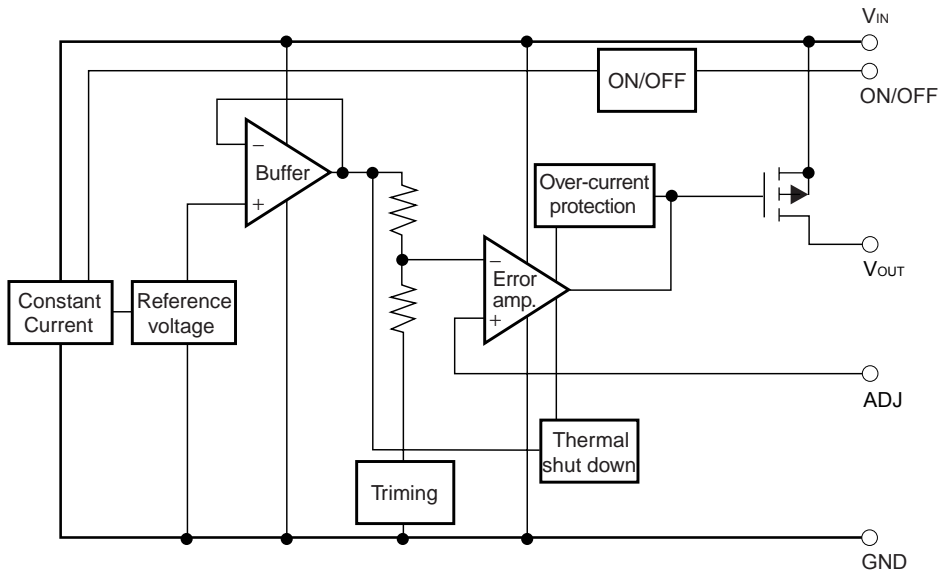 VIN
ON/OFF
ON/OFF
−
Buffer
+
Over-current
protection
VOUT
−
Error
amp.
+
Constant
Current
Reference
voltage
ADJ
Thermal
shut down
Triming
GND